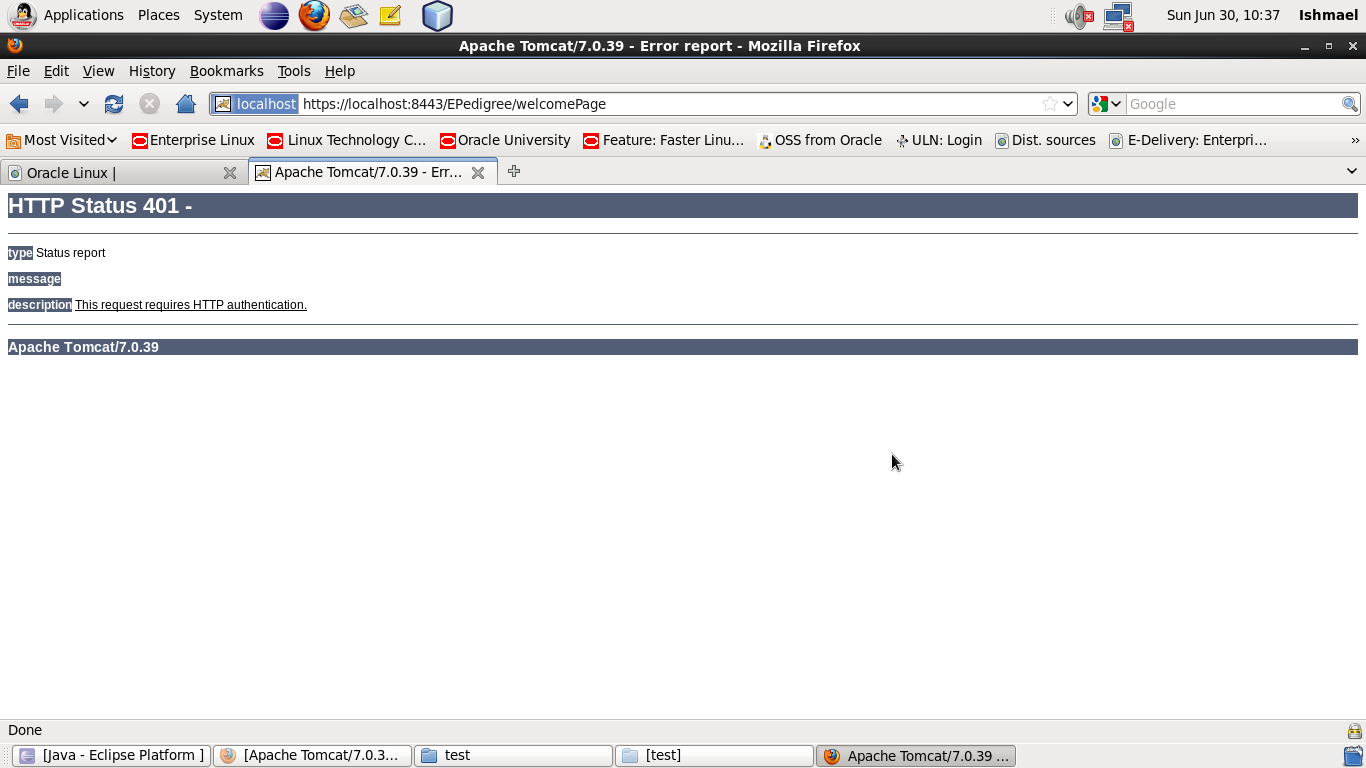 Applications Places System Sun Jun 30, 10:37 Ishmael
Apache Tomcat/7.0.39 - Error report - Mozilla Firefox
File Edit View History Bookmarks Tools Help
localhost https://localhost:8443/EPedigree/welcomePage Google
Most Visited Enterprise Linux Linux Technology C... Oracle University Feature: Faster Linu... OSS from Oracle ULN: Login Dist. sources E-Delivery: Enterpri... »
Oracle Linux | Apache Tomcat/7.0.39 - Err...
HTTP Status 401 -
type Status report
message
description This request requires HTTP authentication.
Apache Tomcat/7.0.39
Done
[Java - Eclipse Platform ] [Apache Tomcat/7.0.3... test [test] Apache Tomcat/7.0.39 ...